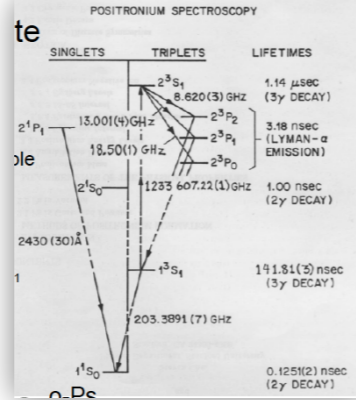 POSITRONIUM SPECTROSCOPY
te
SINGLETS TRIPLETS LIFETIMES
2³S₁ 1.14 μsec
8.620(3) GHz (3γ DECAY)
2³P₂
13.001(4)GHz 3.18 nsec
2¹P₁ 2³P₁ (LYMAN-α
18.50(1) GHz EMISSION)
2³P₀
ble
2¹S₀ 1233 607.22(1)GHz 1.00 nsec
(2γ DECAY)
2430 (30)Å
1³S₁ 141.81(3) nsec
(3γ DECAY)
203.3891 (7) GHz
1¹S₀ 0.1251(2) nsec
(2γ DECAY)
o-Ps